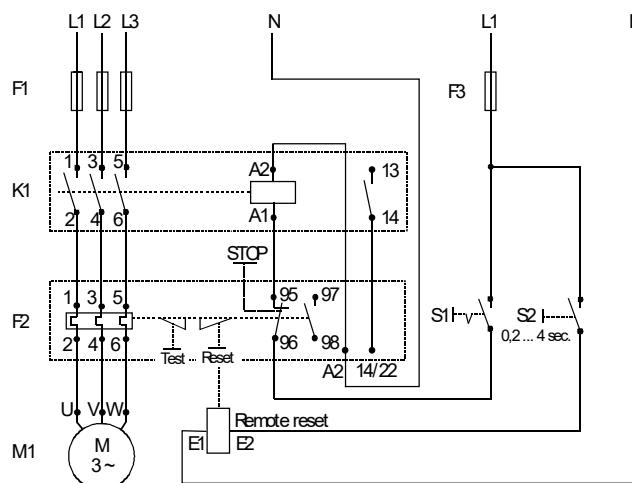 L1 L2 L3 N L1
F1 F3
1 3 5 A2 13
K1
2 4 6 A1 14
STOP
1 3 5 95 97
F2 S1 S2
0,2 ... 4 sec.
2 4 6 Test Reset 96 98
A2 14/22
U V W
Remote reset
M1 M E1 E2
3 ~